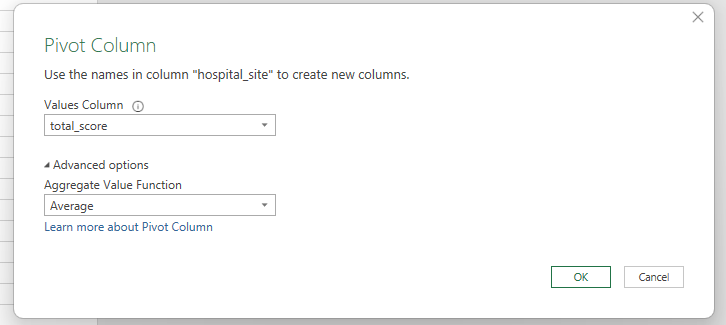 Pivot Column
Use the names in column "hospital_site" to create new columns.
Values Column
total_score
Advanced options
Aggregate Value Function
Average
Learn more about Pivot Column
OK
Cancel